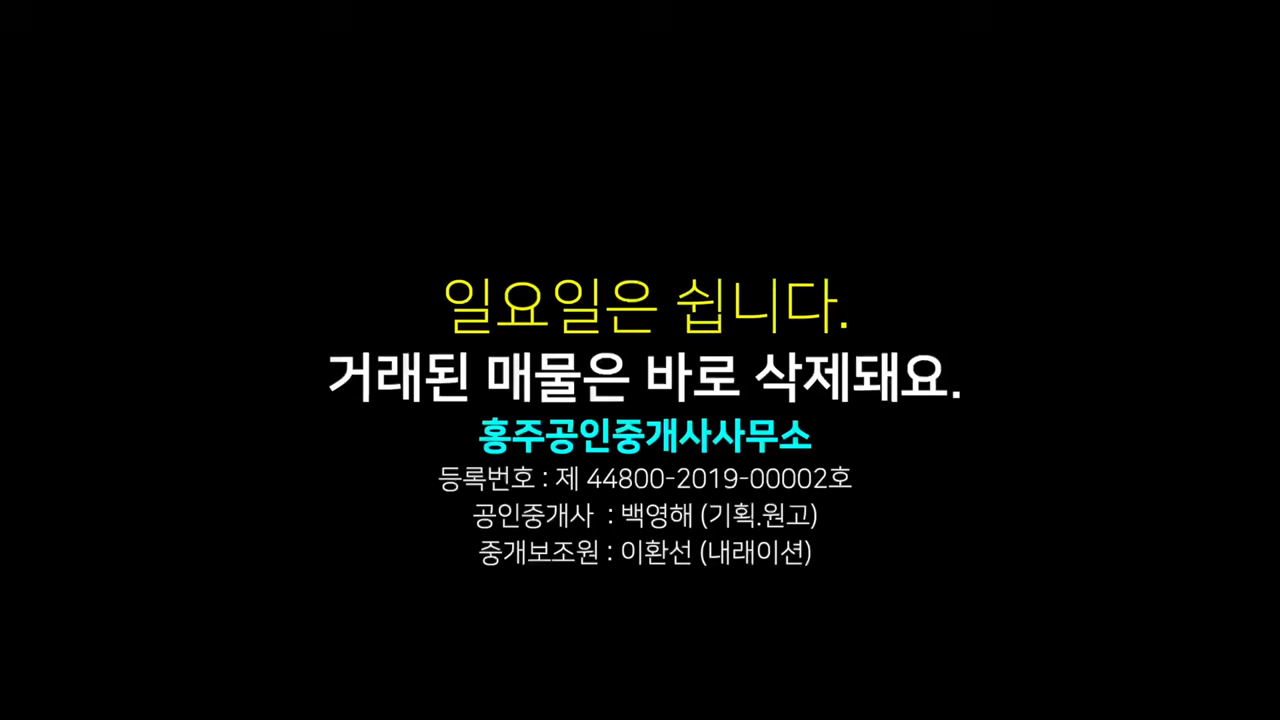 일요일은 쉽니다.
거래된 매물은 바로 삭제돼요.
홍주공인중개사사무소
등록번호 : 제 44800-2019-00002호
공인중개사 : 백영해 (기획.원고)
중개보조원 : 이환선 (내래이션)